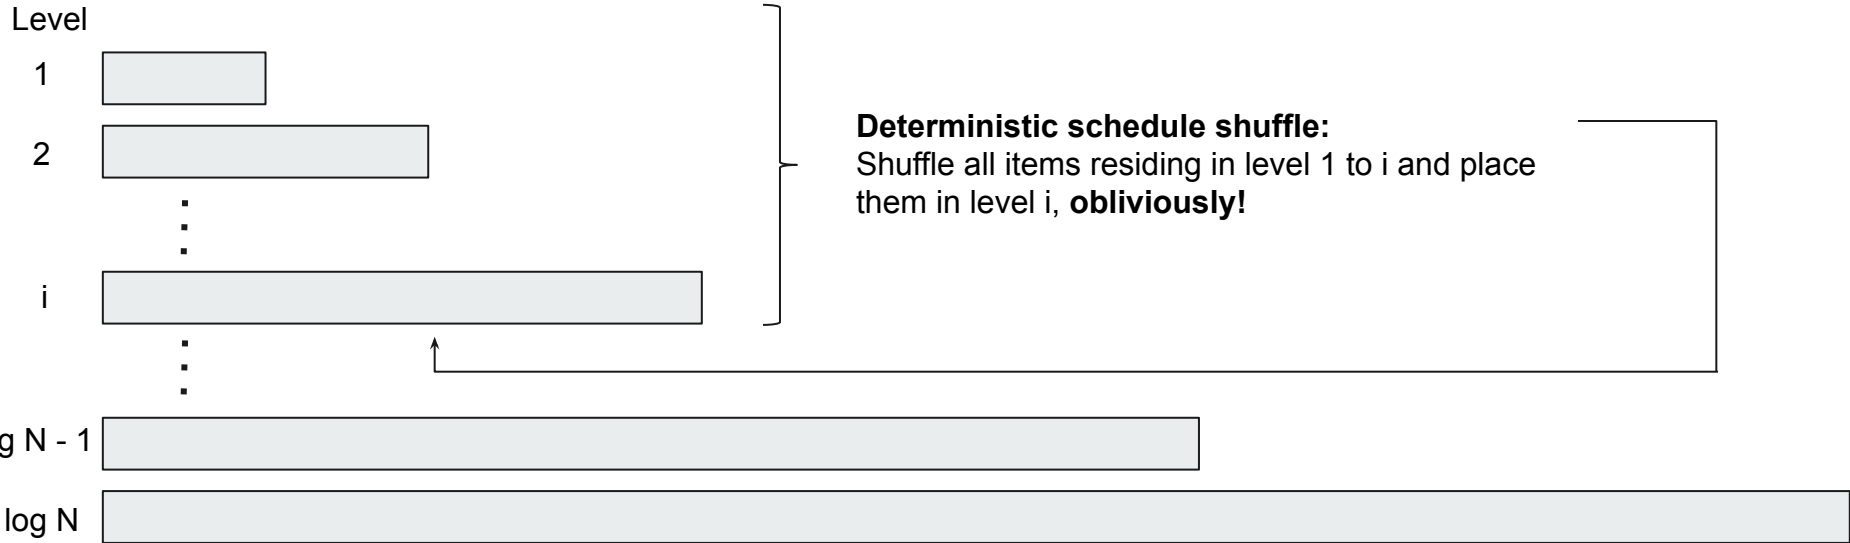 Level
1
2
Deterministic schedule shuffle:
Shuffle all items residing in level 1 to i and place
them in level i, obliviously!
i
g N - 1
log N